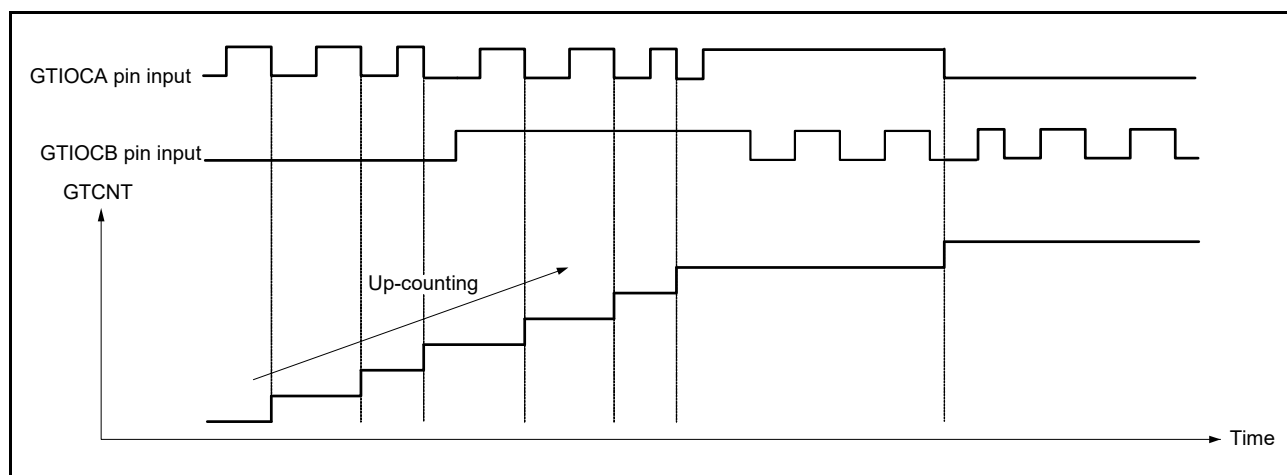 GTIOCA pin input
GTIOCB pin input
GTCNT
Up-counting
Time